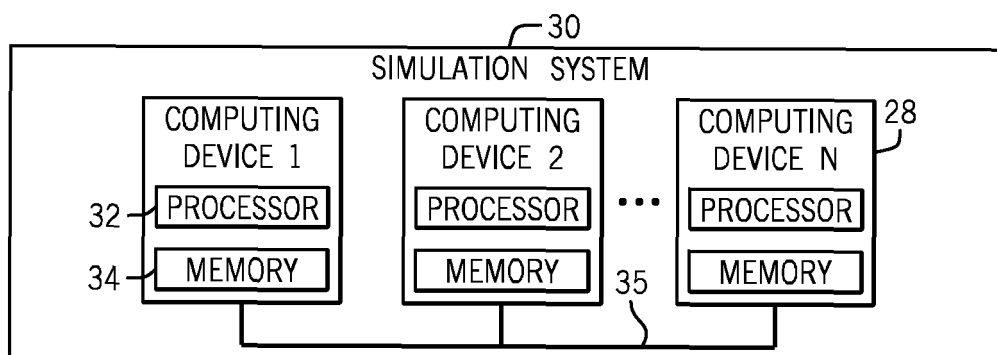 30
SIMULATION SYSTEM
COMPUTING DEVICE 1
PROCESSOR
MEMORY
32
34
COMPUTING DEVICE 2
PROCESSOR
MEMORY
...
COMPUTING DEVICE N
PROCESSOR
MEMORY
28
35